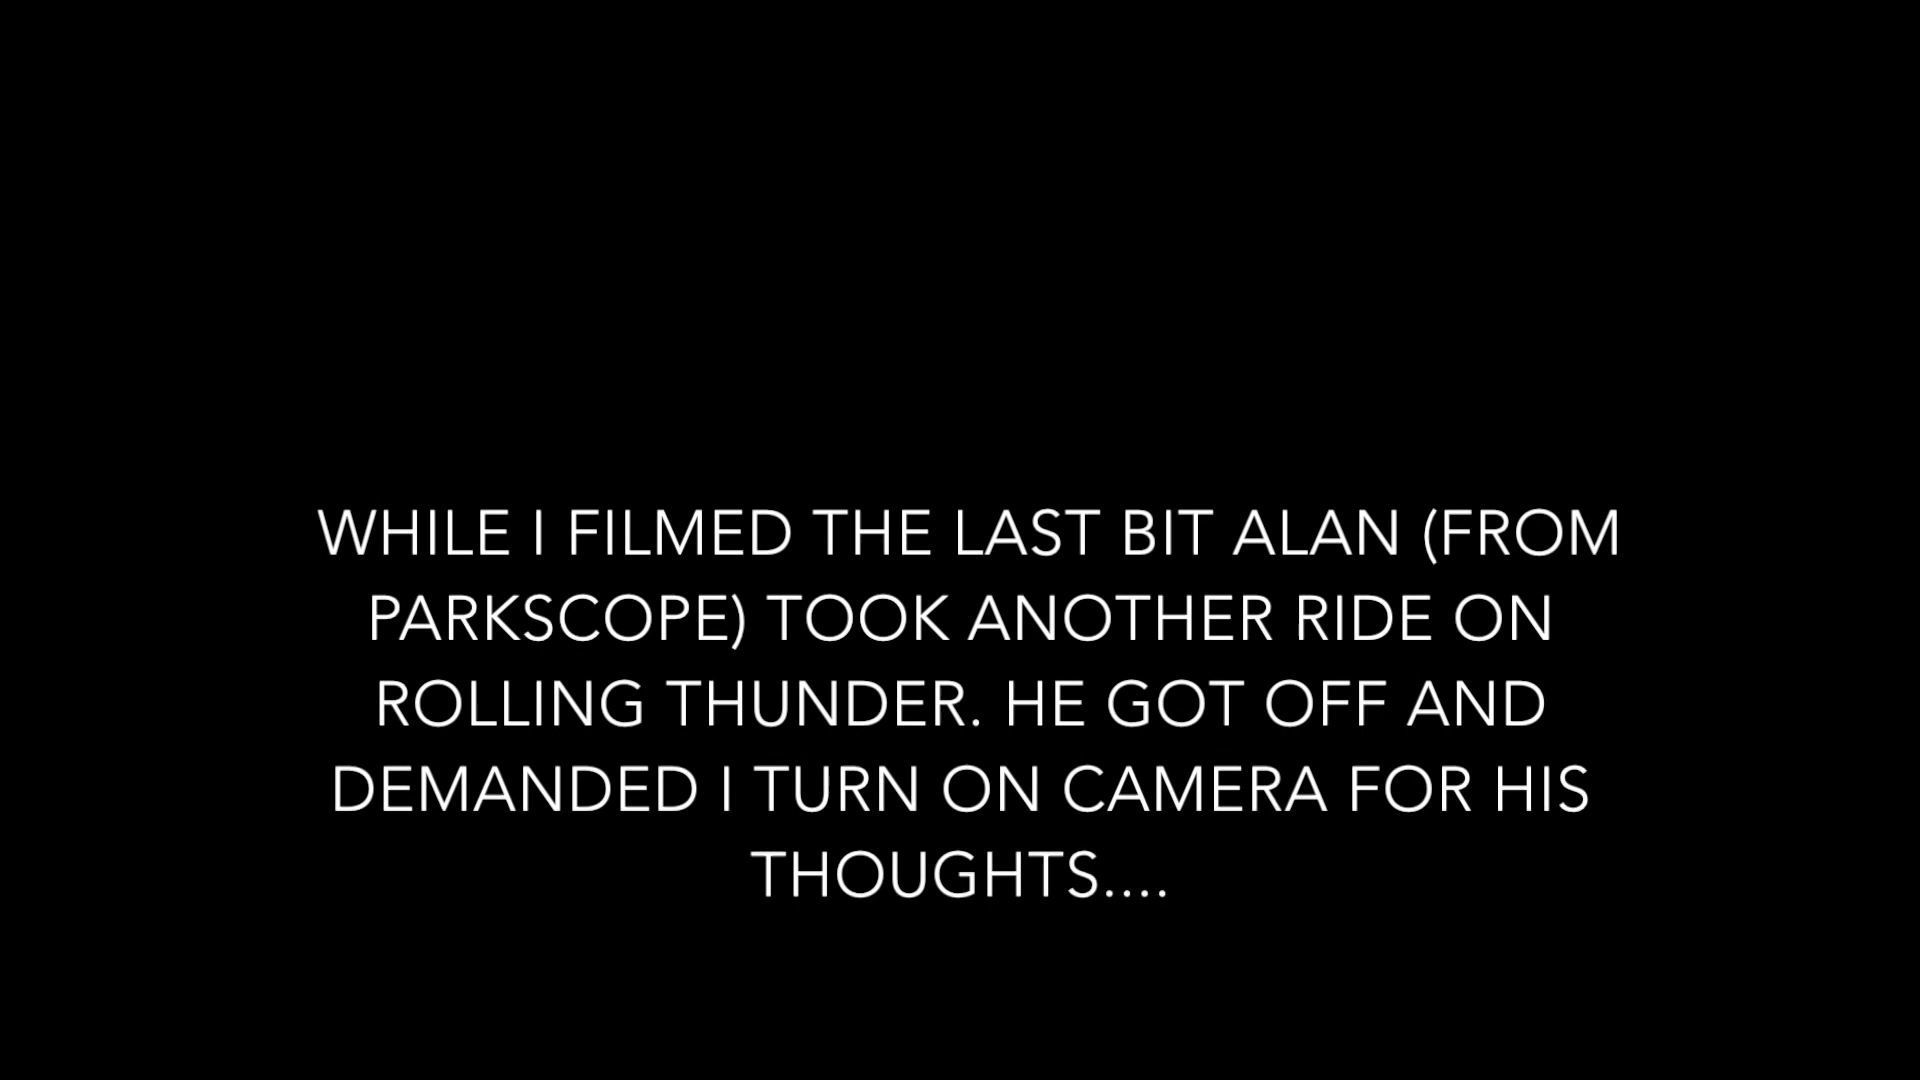 WHILE I FILMED THE LAST BIT ALAN (FROM
PARKSCOPE) TOOK ANOTHER RIDE ON
ROLLING THUNDER. HE GOT OFF AND
DEMANDED I TURN ON CAMERA FOR HIS
THOUGHTS....